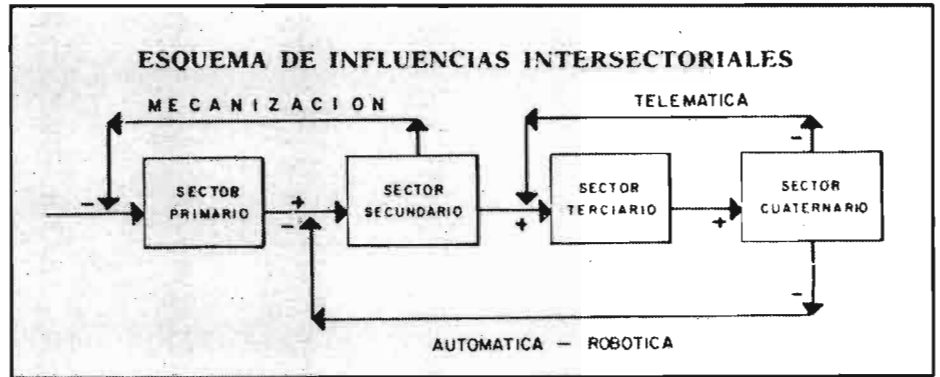 ESQUEMA DE INFLUENCIAS INTERSECTORIALES
MECANIZACION
TELEMATICA
SECTOR
PRIMARIO
SECTOR
SECUNDARIO
SECTOR
TERCIARIO
SECTOR
CUATERNARIO
-
+
-
+
+
-
-
AUTOMATICA — ROBOTICA